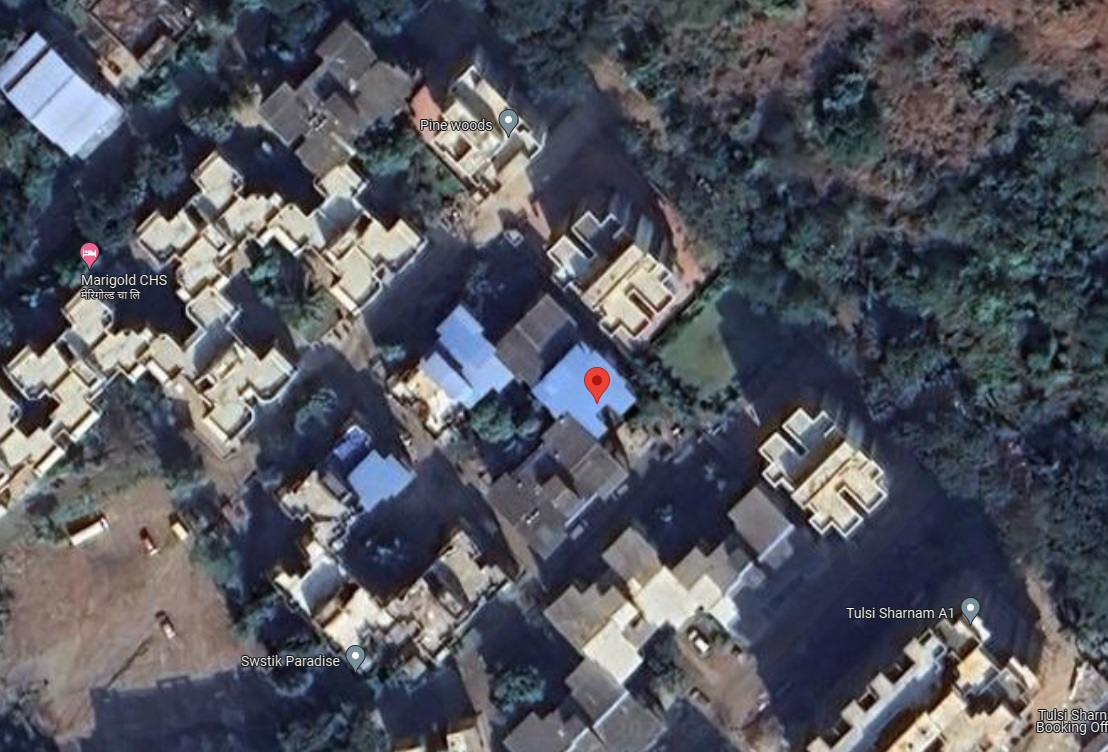 Pine woods
Marigold CHS
मॅरिगोल्ड चा लि
Tulsi Sharnam A1
Swstik Paradise
Tulsi Sharn
Booking Off